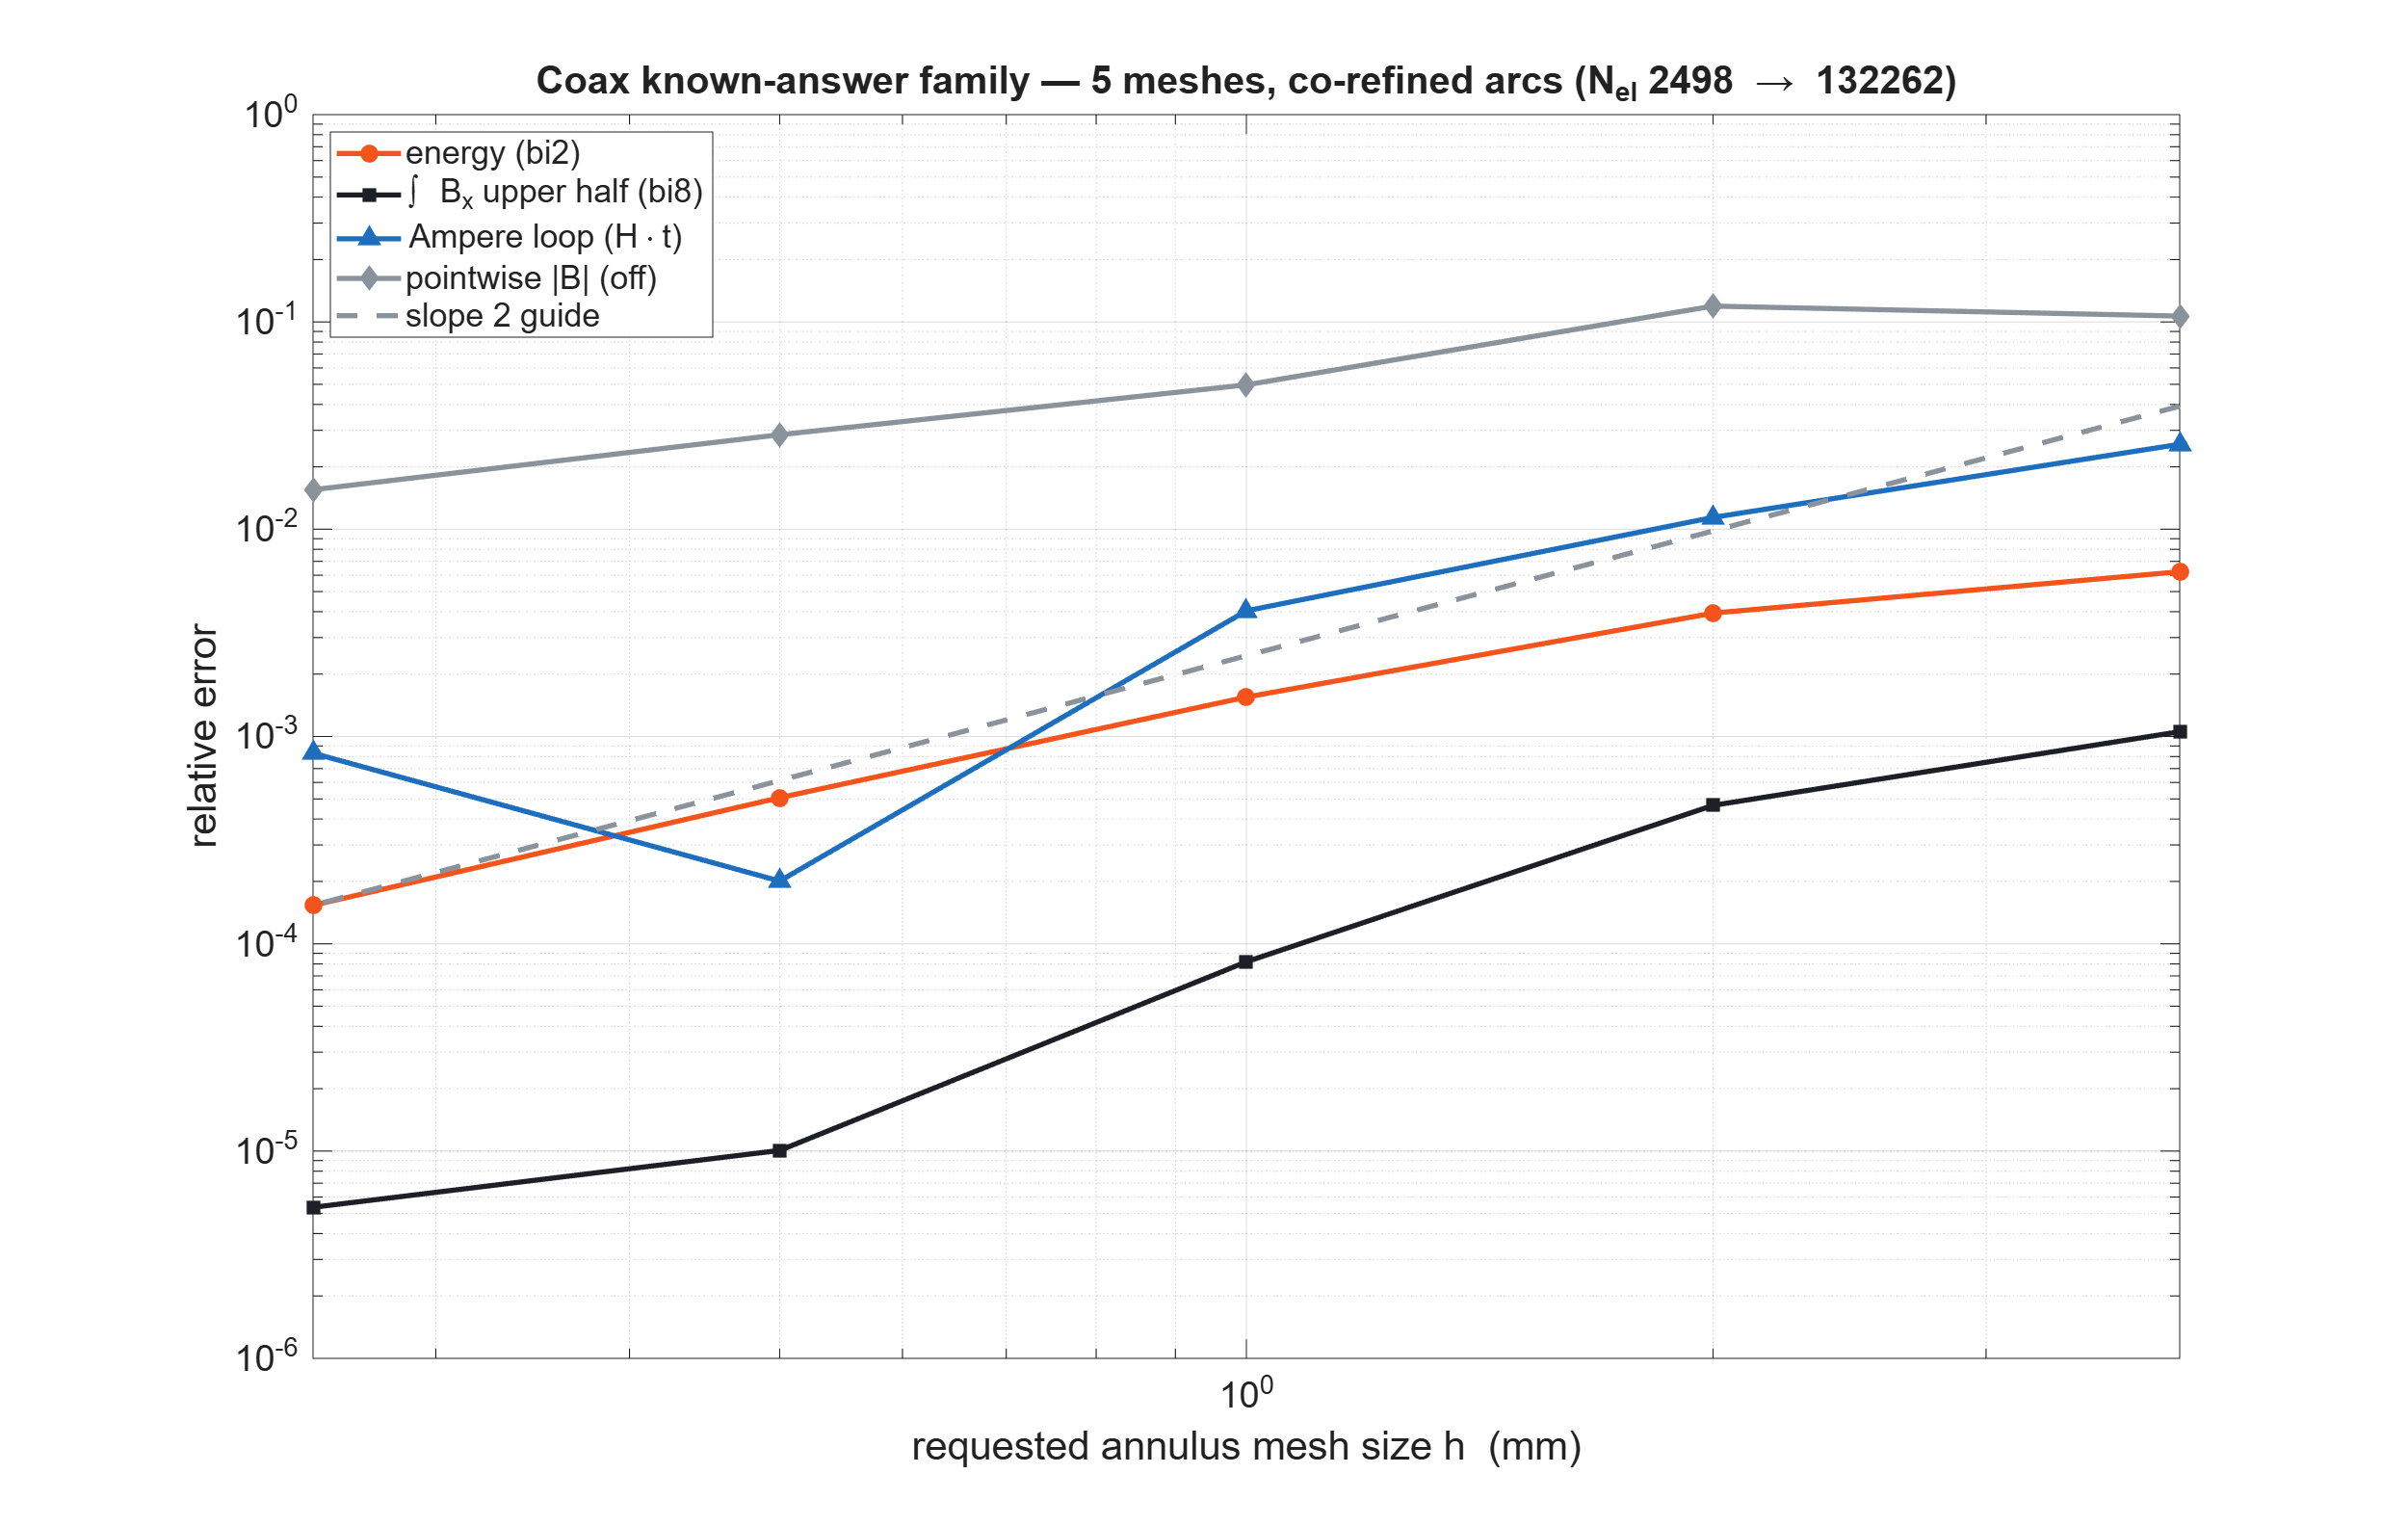 Coax known-answer family — 5 meshes, co-refined arcs (N_el 2498 → 132262)
10^0
energy (bi2)
∫ B_x upper half (bi8)
Ampere loop (H · t)
pointwise |B| (off)
slope 2 guide
10^-1
10^-2
10^-3
10^-4
10^-5
10^-6
relative error
10^0
requested annulus mesh size h (mm)